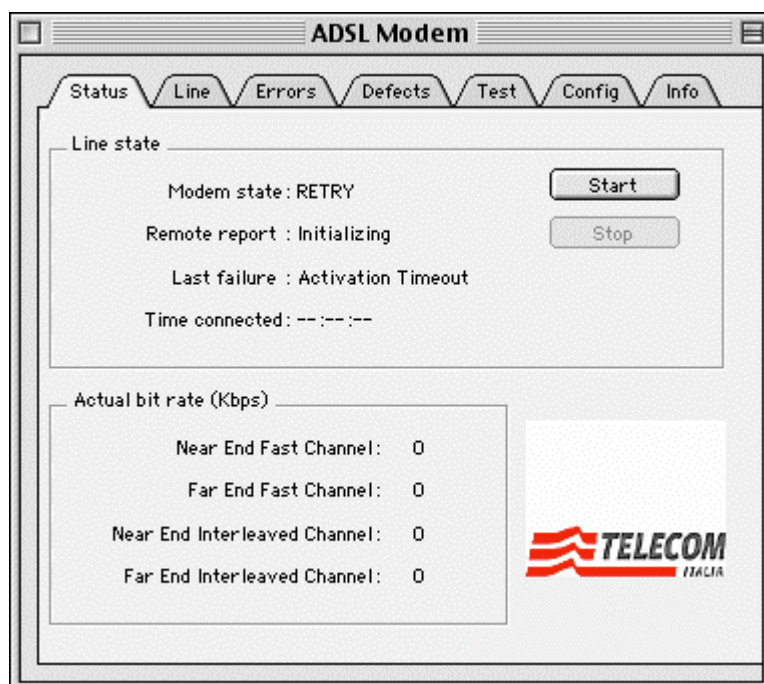 ADSL Modem
Status Line Errors Defects Test Config Info
Line state
Modem state: RETRY
Start
Remote report : Initializing
Stop
Last failure : Activation Timeout
Time connected: --:--:--
Actual bit rate (Kbps)
Near End Fast Channel: 0
Far End Fast Channel: 0
Near End Interleaved Channel: 0
Far End Interleaved Channel: 0
TELECOM
ITALIA